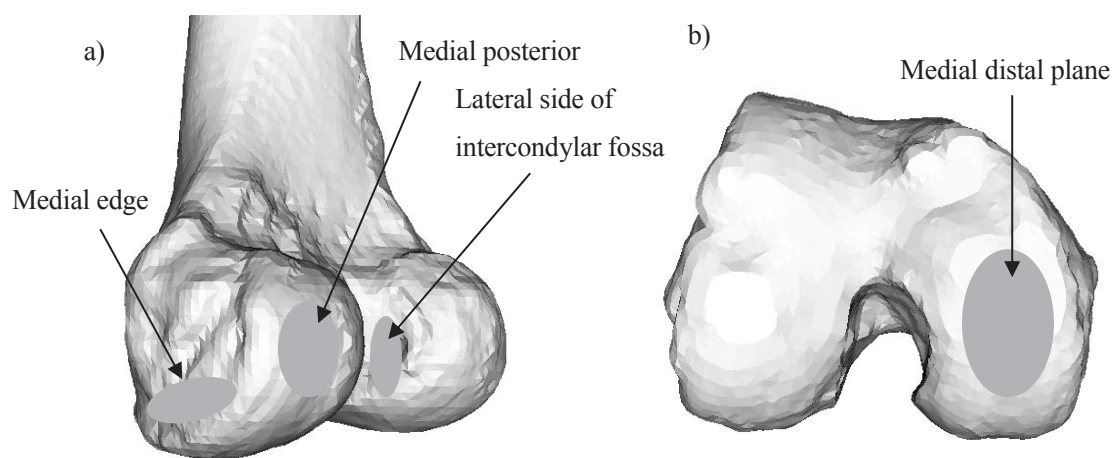 a)
Medial posterior
Lateral side of
intercondylar fossa
Medial edge
b)
Medial distal plane